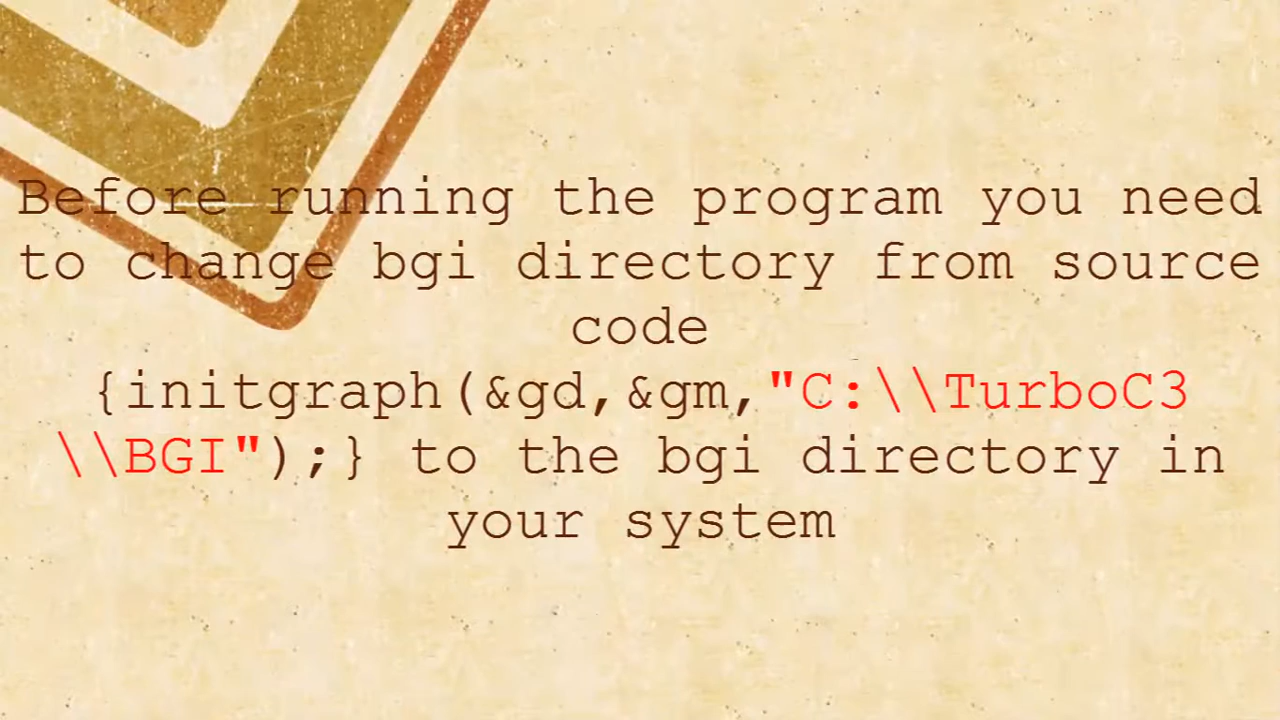 Before running the program you need
to change bgi directory from source
code
{initgraph(&gd,&gm,"C:\\TurboC3
\\BGI");} to the bgi directory in
your system